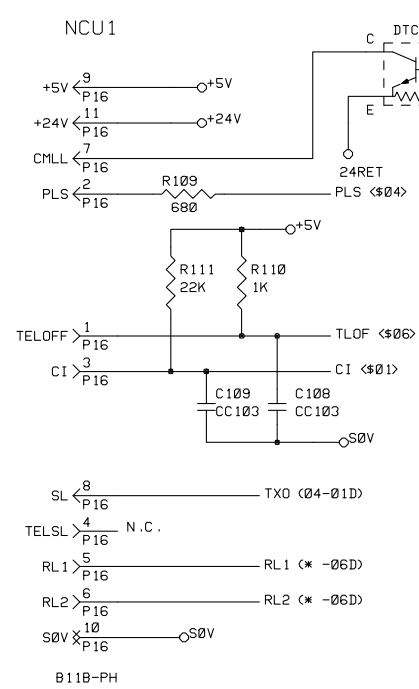 NCU1
DTC
C
+5V 9 P16 +5V
+24V 11 P16 +24V
E
CMLL 7 P16
24RET
PLS 2 P16 R109 680 PLS <$04>
+5V
R111 22K
R110 1K
TELOFF 1 P16 TLOF <$06>
CI 3 P16 CI <$01>
C109 CC103
C108 CC103
S0V
SL 8 P16 TXO (04-01D)
TELSL 4 P16 N.C.
RL1 5 P16 RL1 (* -06D)
RL2 6 P16 RL2 (* -06D)
S0V 10 P16 S0V
B11B-PH